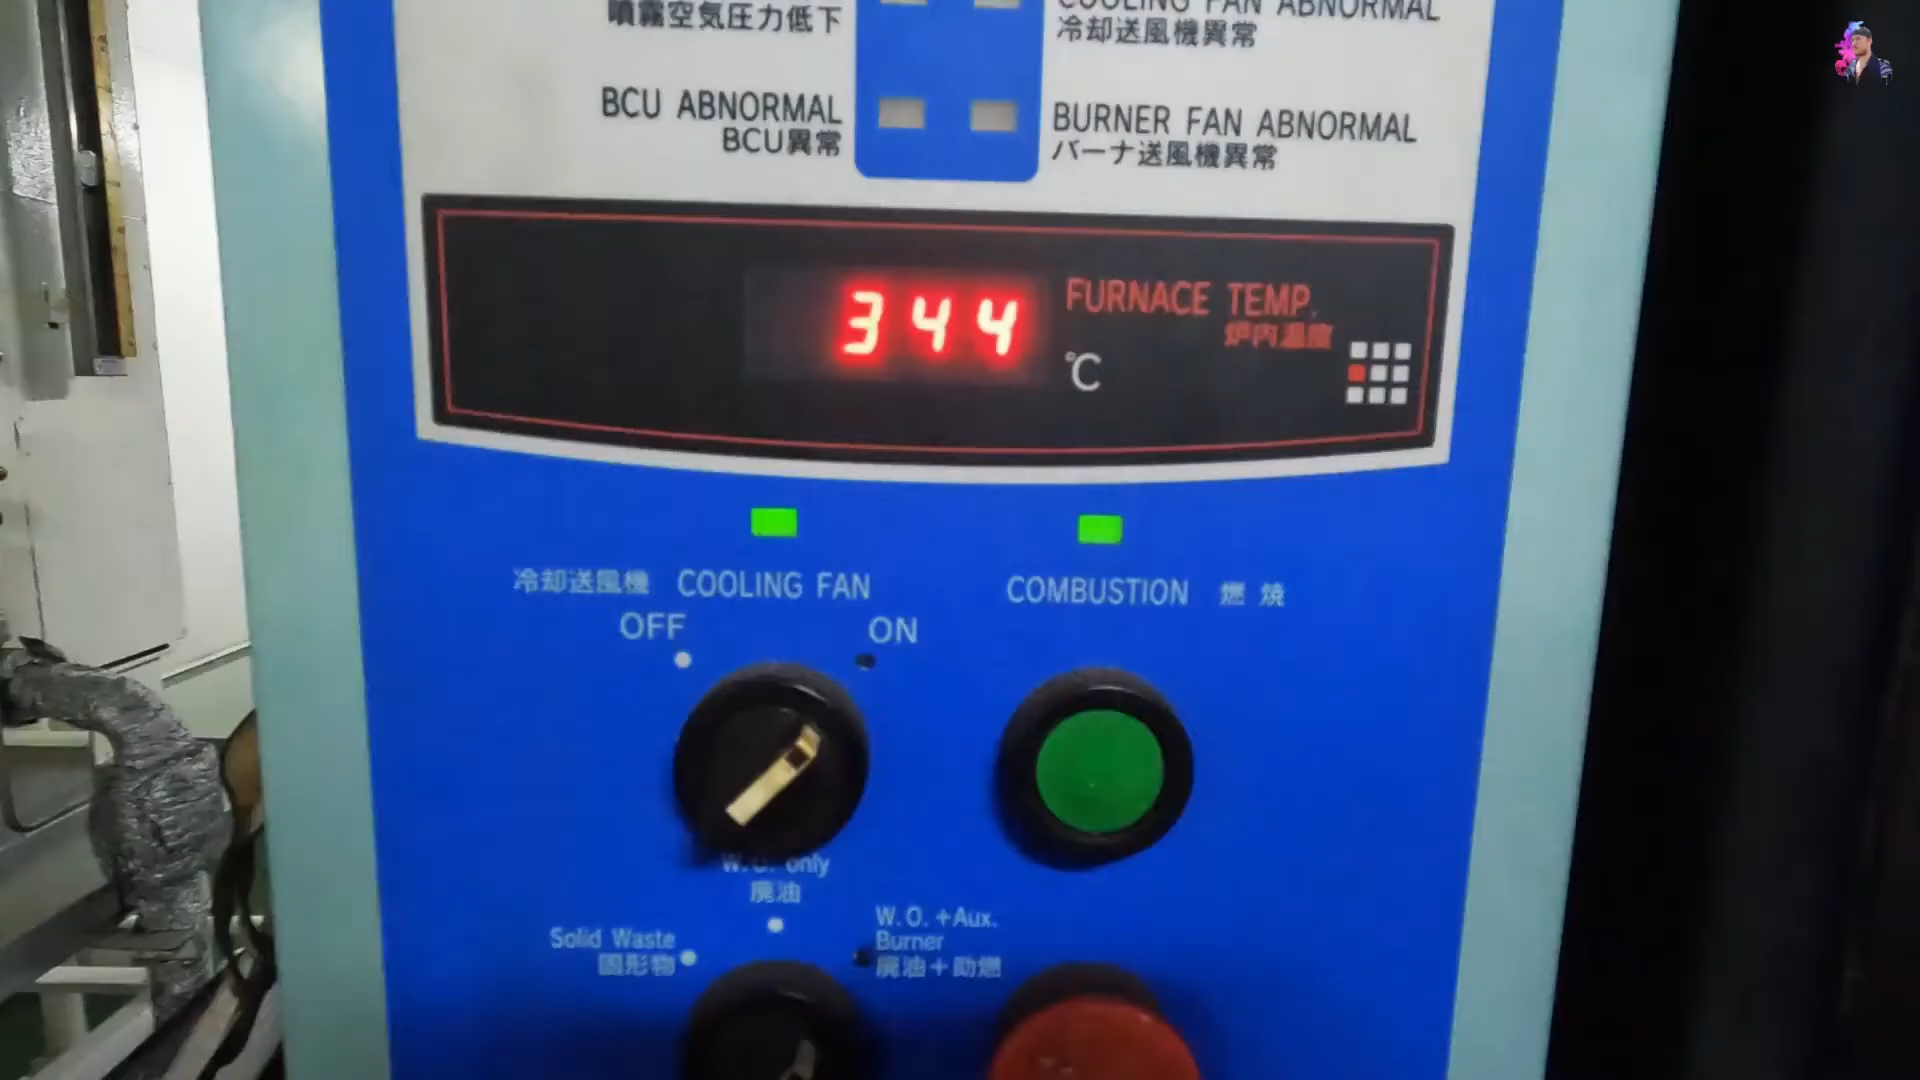 噴霧空気圧力低下
COOLING FAN ABNORMAL
冷却送風機異常
BCU ABNORMAL
BCU異常
BURNER FAN ABNORMAL
バーナ送風機異常
344
FURNACE TEMP.
炉内温度
℃
冷却送風機 COOLING FAN
COMBUSTION 燃焼
OFF
ON
W.O. only
廃油
Solid Waste
固形物
W.O.+Aux.
Burner
廃油+助燃